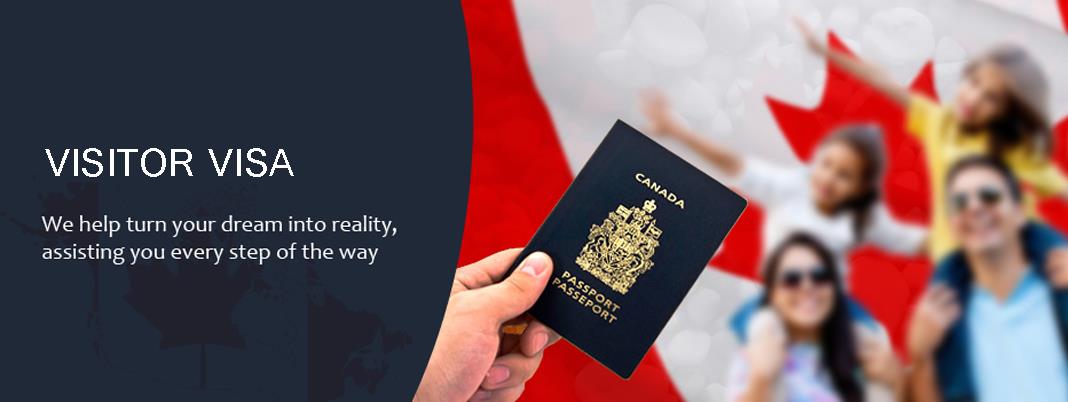 VISITOR VISA
We help turn your dream into reality,
assisting you every step of the way
CANADA
PASSPORT
PASSEPORT